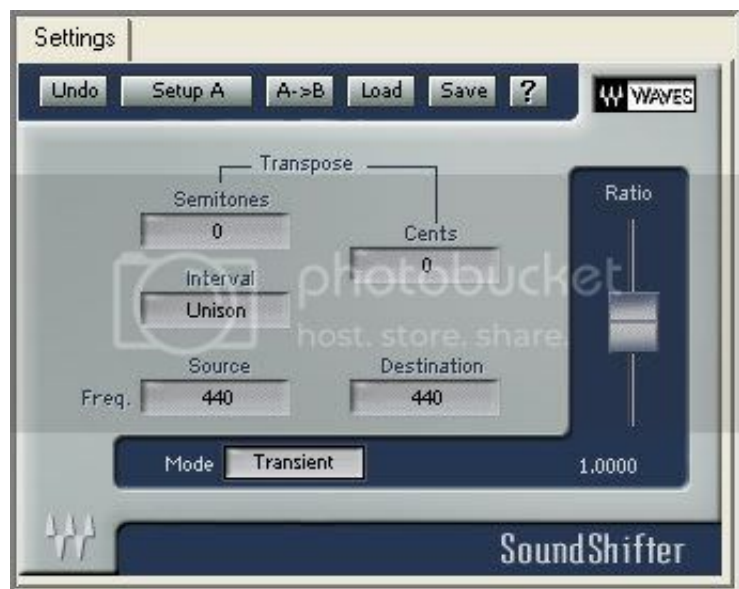 Settings
Undo Setup A A->B Load Save ?
WAVES
Transpose
Semitones
0
Cents
0
Ratio
Interval
Unison
photobucket
host. store. share.
Source Destination
Freq. 440 440
Mode Transient
1.0000
SoundShifter